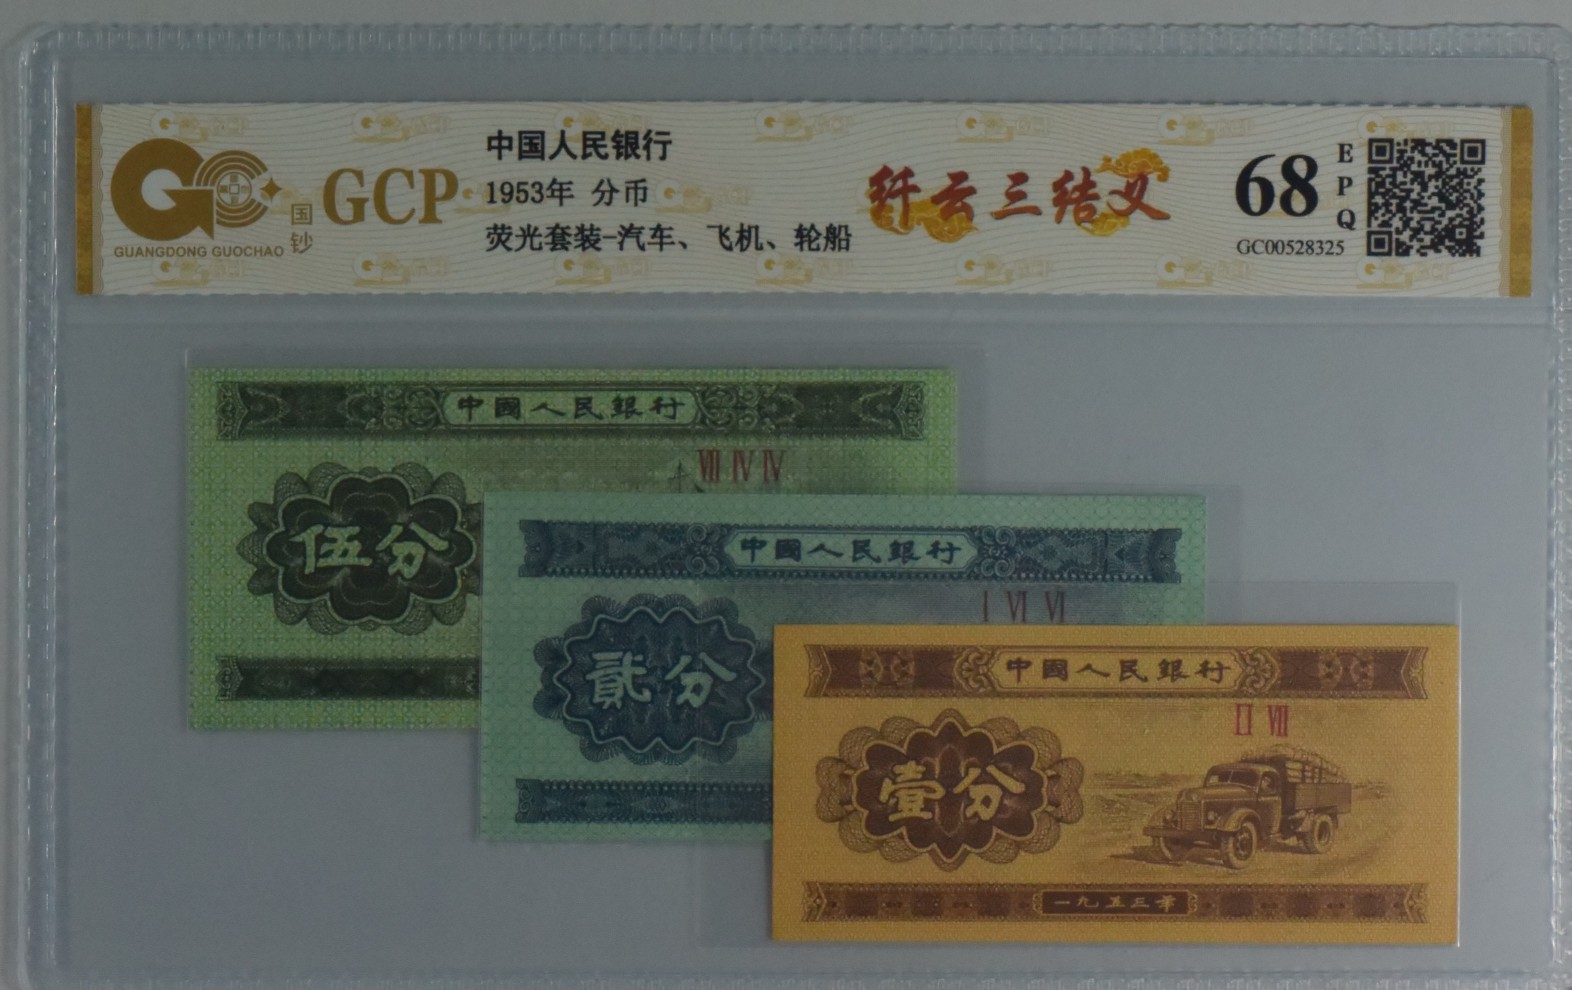 GUANGDONG GUOCHAO
国钞
GCP
中国人民银行
1953年 分币
荧光套装-汽车、飞机、轮船
纤云三结义
68
EPQ
GC00528325
中國人民銀行
Ⅶ Ⅳ Ⅳ
伍分
中國人民銀行
Ⅰ Ⅵ Ⅵ
貳分
中國人民銀行
Ⅱ Ⅶ
壹分
一九五三年